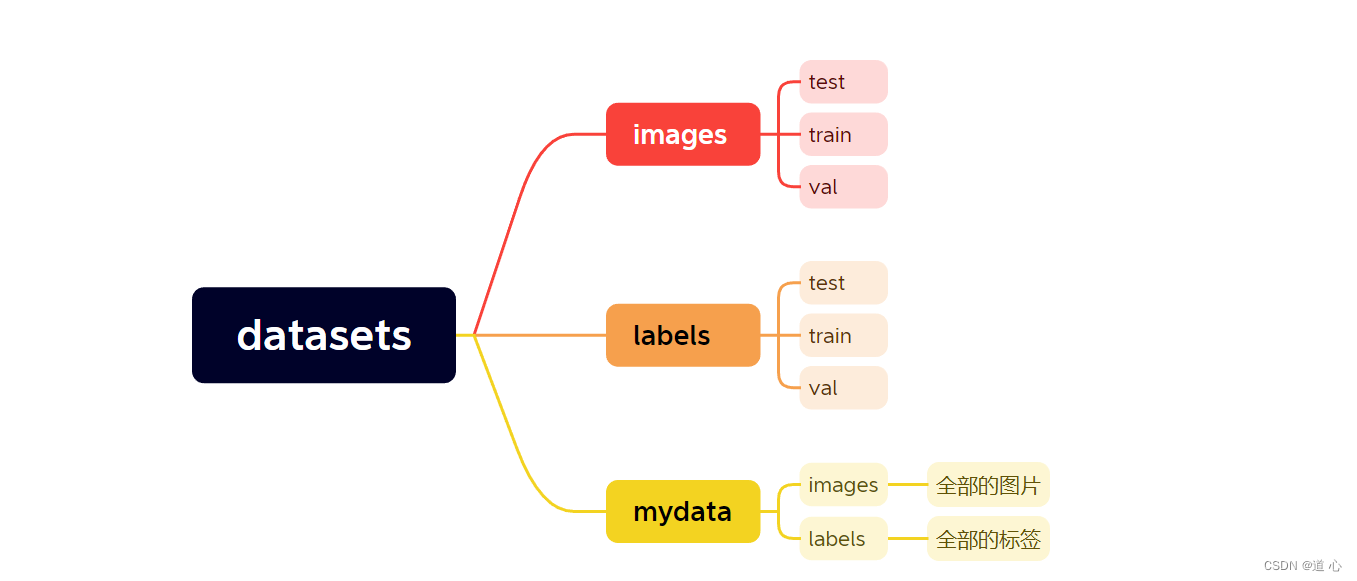 datasets
images
test
train
val
labels
test
train
val
mydata
images
全部的图片
labels
全部的标签
CSDN @道 心